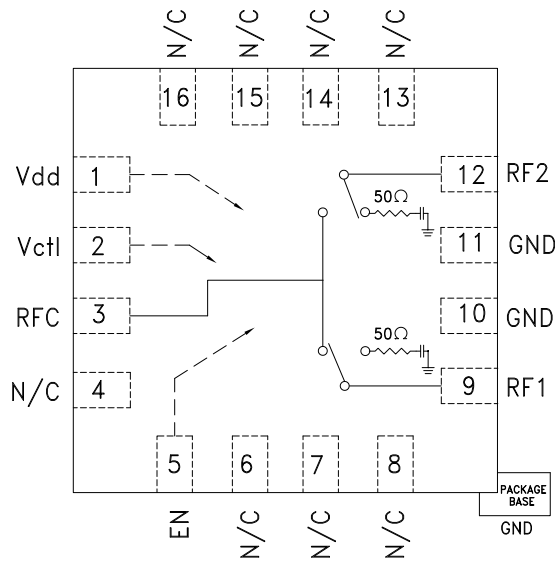 N/C N/C N/C N/C
16 15 14 13
Vdd 1
12 RF2
50Ω
Vctl 2
11 GND
RFC 3
10 GND
50Ω
N/C 4
9 RF1
5 6 7 8
EN N/C N/C N/C
PACKAGE
BASE
GND